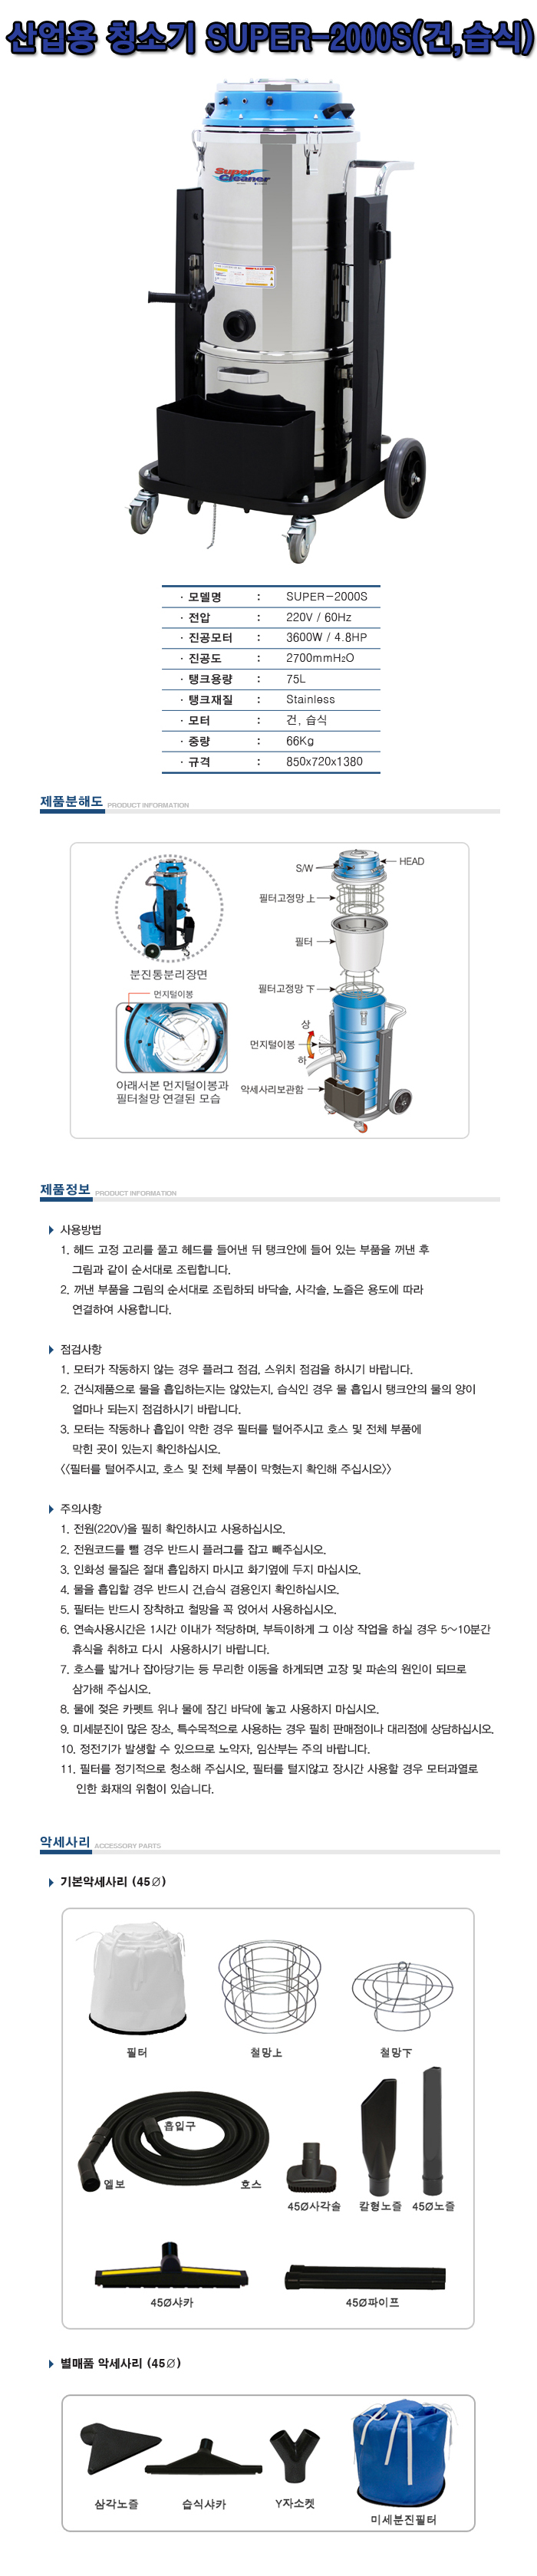 산업용 청소기 SUPER-2000S(건,습식)
Super Cleaner
· 모델명 : SUPER-2000S
· 전압 : 220V / 60Hz
· 진공모터 : 3600W / 4.8HP
· 진공도 : 2700mmH₂O
· 탱크용량 : 75L
· 탱크재질 : Stainless
· 모터 : 건, 습식
· 중량 : 66Kg
· 규격 : 850x720x1380
제품분해도 PRODUCT INFORMATION
S/W
HEAD
필터고정망 上
필터
필터고정망 下
분진통분리장면
먼지털이봉
상
먼지털이봉
하
아래서본 먼지털이봉과
필터철망 연결된 모습
악세사리보관함
제품정보 PRODUCT INFORMATION
사용방법
1. 헤드 고정 고리를 풀고 헤드를 들어낸 뒤 탱크안에 들어 있는 부품을 꺼낸 후
그림과 같이 순서대로 조립합니다.
2. 꺼낸 부품을 그림의 순서대로 조립하되 바닥솔, 사각솔, 노즐은 용도에 따라
연결하여 사용합니다.
점검사항
1. 모터가 작동하지 않는 경우 플러그 점검, 스위치 점검을 하시기 바랍니다.
2. 건식제품으로 물을 흡입하는지는 않았는지, 습식인 경우 물 흡입시 탱크안의 물의 양이
얼마나 되는지 점검하시기 바랍니다.
3. 모터는 작동하나 흡입이 약한 경우 필터를 털어주시고 호스 및 전체 부품에
막힌 곳이 있는지 확인하십시오.
<<필터를 털어주시고, 호스 및 전체 부품이 막혔는지 확인해 주십시오>>
주의사항
1. 전원(220V)을 필히 확인하시고 사용하십시오.
2. 전원코드를 뺄 경우 반드시 플러그를 잡고 빼주십시오.
3. 인화성 물질은 절대 흡입하지 마시고 화기옆에 두지 마십시오.
4. 물을 흡입할 경우 반드시 건,습식 겸용인지 확인하십시오.
5. 필터는 반드시 장착하고 철망을 꼭 얹어서 사용하십시오.
6. 연속사용시간은 1시간 이내가 적당하며, 부득이하게 그 이상 작업을 하실 경우 5~10분간
휴식을 취하고 다시 사용하시기 바랍니다.
7. 호스를 밟거나 잡아당기는 등 무리한 이동을 하게되면 고장 및 파손의 원인이 되므로
삼가해 주십시오.
8. 물에 젖은 카펫트 위나 물에 잠긴 바닥에 놓고 사용하지 마십시오.
9. 미세분진이 많은 장소, 특수목적으로 사용하는 경우 필히 판매점이나 대리점에 상담하십시오.
10. 정전기가 발생할 수 있으므로 노약자, 임산부는 주의 바랍니다.
11. 필터를 정기적으로 청소해 주십시오, 필터를 털지않고 장시간 사용할 경우 모터과열로
인한 화재의 위험이 있습니다.
악세사리 ACCESSORY PARTS
기본악세사리 (45∅)
필터
철망上
철망下
흡입구
엘보
호스
45Ø사각솔
칼형노즐
45Ø노즐
45Ø샤카
45Ø파이프
별매품 악세사리 (45∅)
삼각노즐
습식샤카
Y자소켓
미세분진필터